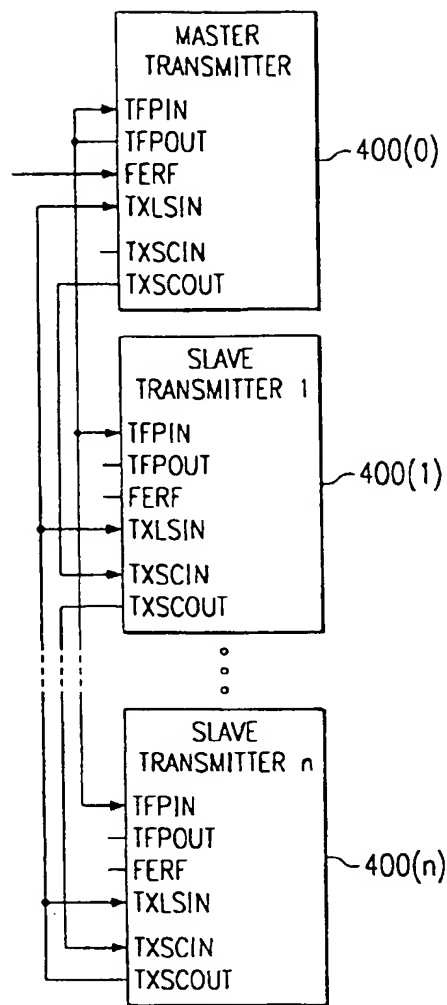 MASTER
TRANSMITTER
TFPIN
TFPOUT
FERF
TXLSIN
TXSCIN
TXSCOUT
400(0)
SLAVE
TRANSMITTER 1
TFPIN
TFPOUT
FERF
TXLSIN
TXSCIN
TXSCOUT
400(1)
SLAVE
TRANSMITTER n
TFPIN
TFPOUT
FERF
TXLSIN
TXSCIN
TXSCOUT
400(n)